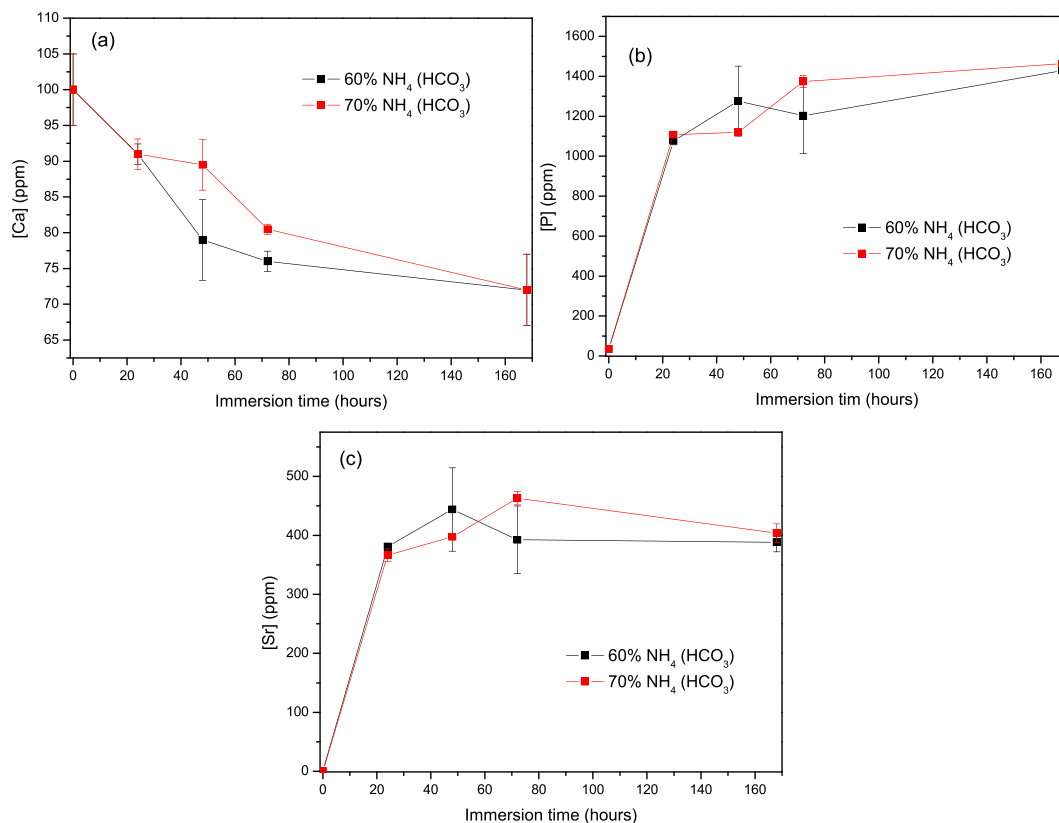 (a)
60% NH₄ (HCO₃)
70% NH₄ (HCO₃)
110
105
100
95
90
85
80
75
70
65
[Ca] (ppm)
0 20 40 60 80 100 120 140 160
Immersion time (hours)
(b)
60% NH₄ (HCO₃)
70% NH₄ (HCO₃)
1600
1400
1200
1000
800
600
400
200
0
[P] (ppm)
0 20 40 60 80 100 120 140 160
Immersion tim (hours)
(c)
60% NH₄ (HCO₃)
70% NH₄ (HCO₃)
500
400
300
200
100
0
[Sr] (ppm)
0 20 40 60 80 100 120 140 160
Immersion time (hours)